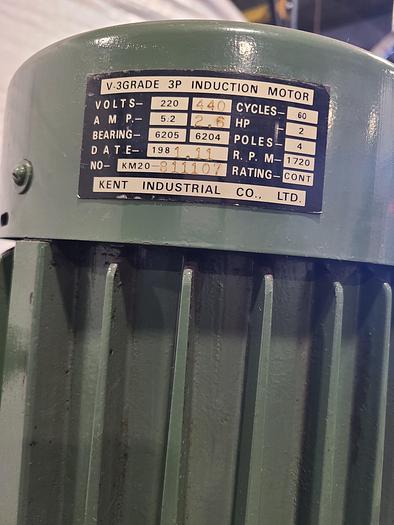 V-3GRADE 3P INDUCTION MOTOR
VOLTS- 220 440 CYCLES- 60
AMP.- 5.2 2.6 HP - 2
BEARING- 6205 6204 POLES- 4
DATE- 1981.11 R.P.M- 1720
NO- KM20-811107 RATING- CONT
KENT INDUSTRIAL CO., LTD.